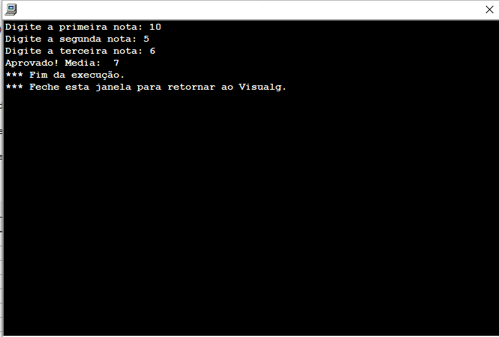 Digite a primeira nota: 10
Digite a segunda nota: 5
Digite a terceira nota: 6
Aprovado! Media:  7
*** Fim da execução.
*** Feche esta janela para retornar ao Visualg.